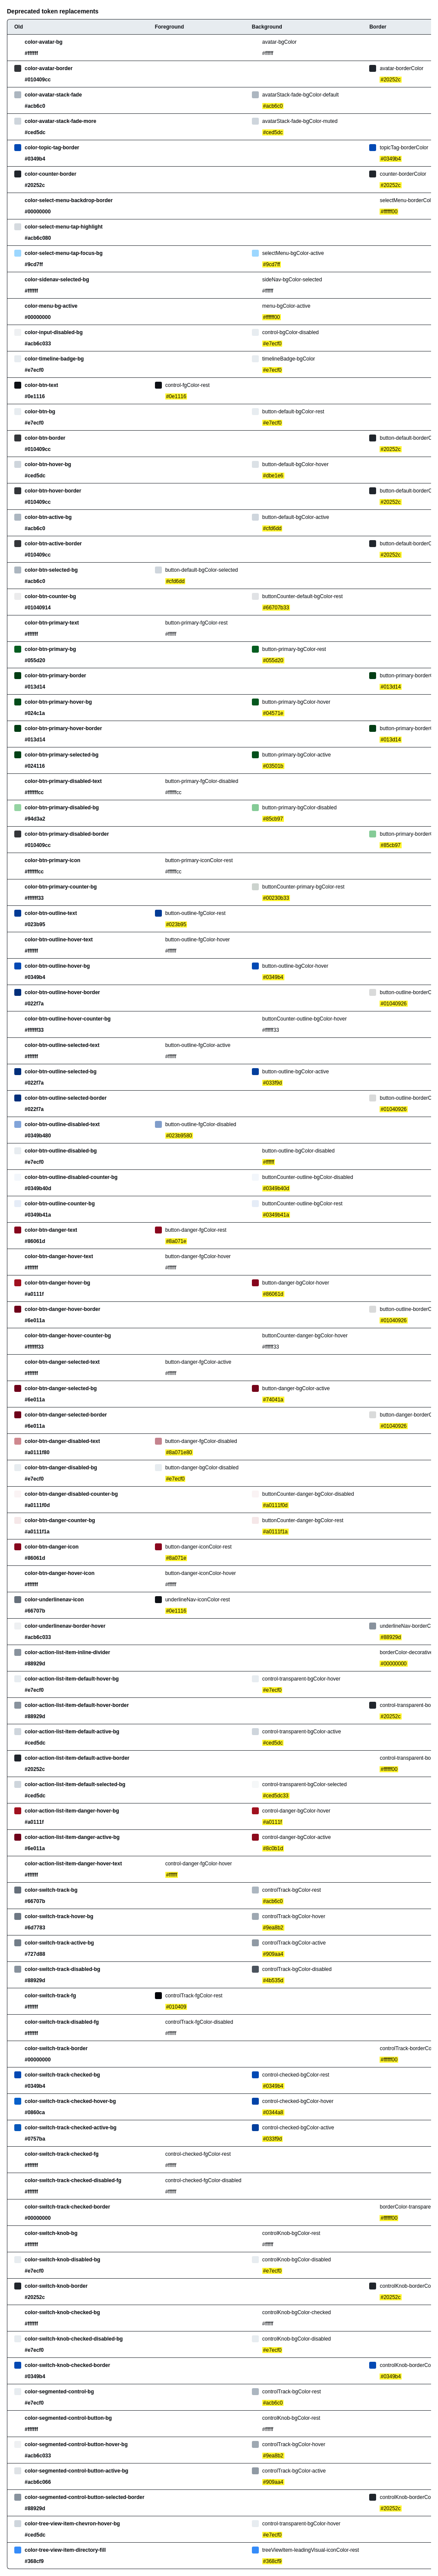 Deprecated token replacements
Old Foreground Background Border
color-avatar-bg avatar-bgColor
#ffffff #ffffff
color-avatar-border avatar-borderColor
#010409cc #20252c
color-avatar-stack-fade avatarStack-fade-bgColor-default
#acb6c0 #acb6c0
color-avatar-stack-fade-more avatarStack-fade-bgColor-muted
#ced5dc #ced5dc
color-topic-tag-border topicTag-borderColor
#0349b4 #0349b4
color-counter-border counter-borderColor
#20252c #20252c
color-select-menu-backdrop-border selectMenu-borderCol
#00000000 #ffffff00
color-select-menu-tap-highlight
#acb6c080
color-select-menu-tap-focus-bg selectMenu-bgColor-active
#9cd7ff #9cd7ff
color-sidenav-selected-bg sideNav-bgColor-selected
#ffffff #ffffff
color-menu-bg-active menu-bgColor-active
#00000000 #ffffff00
color-input-disabled-bg control-bgColor-disabled
#acb6c033 #e7ecf0
color-timeline-badge-bg timelineBadge-bgColor
#e7ecf0 #e7ecf0
color-btn-text control-fgColor-rest
#0e1116 #0e1116
color-btn-bg button-default-bgColor-rest
#e7ecf0 #e7ecf0
color-btn-border button-default-borderC
#010409cc #20252c
color-btn-hover-bg button-default-bgColor-hover
#ced5dc #dbe1e6
color-btn-hover-border button-default-borderC
#010409cc #20252c
color-btn-active-bg button-default-bgColor-active
#acb6c0 #cfd6dd
color-btn-active-border button-default-borderC
#010409cc #20252c
color-btn-selected-bg button-default-bgColor-selected
#acb6c0 #cfd6dd
color-btn-counter-bg buttonCounter-default-bgColor-rest
#01040914 #66707b33
color-btn-primary-text button-primary-fgColor-rest
#ffffff #ffffff
color-btn-primary-bg button-primary-bgColor-rest
#055d20 #055d20
color-btn-primary-border button-primary-border
#013d14 #013d14
color-btn-primary-hover-bg button-primary-bgColor-hover
#024c1a #04571e
color-btn-primary-hover-border button-primary-border
#013d14 #013d14
color-btn-primary-selected-bg button-primary-bgColor-active
#024116 #03501b
color-btn-primary-disabled-text button-primary-fgColor-disabled
#ffffffcc #ffffffcc
color-btn-primary-disabled-bg button-primary-bgColor-disabled
#94d3a2 #85cb97
color-btn-primary-disabled-border button-primary-border
#010409cc #85cb97
color-btn-primary-icon button-primary-iconColor-rest
#ffffffcc #ffffffcc
color-btn-primary-counter-bg buttonCounter-primary-bgColor-rest
#ffffff33 #00230b33
color-btn-outline-text button-outline-fgColor-rest
#023b95 #023b95
color-btn-outline-hover-text button-outline-fgColor-hover
#ffffff #ffffff
color-btn-outline-hover-bg button-outline-bgColor-hover
#0349b4 #0349b4
color-btn-outline-hover-border button-outline-borderC
#022f7a #01040926
color-btn-outline-hover-counter-bg buttonCounter-outline-bgColor-hover
#ffffff33 #ffffff33
color-btn-outline-selected-text button-outline-fgColor-active
#ffffff #ffffff
color-btn-outline-selected-bg button-outline-bgColor-active
#022f7a #033f9d
color-btn-outline-selected-border button-outline-borderC
#022f7a #01040926
color-btn-outline-disabled-text button-outline-fgColor-disabled
#0349b480 #023b9580
color-btn-outline-disabled-bg button-outline-bgColor-disabled
#e7ecf0 #ffffff
color-btn-outline-disabled-counter-bg buttonCounter-outline-bgColor-disabled
#0349b40d #0349b40d
color-btn-outline-counter-bg buttonCounter-outline-bgColor-rest
#0349b41a #0349b41a
color-btn-danger-text button-danger-fgColor-rest
#86061d #8a071e
color-btn-danger-hover-text button-danger-fgColor-hover
#ffffff #ffffff
color-btn-danger-hover-bg button-danger-bgColor-hover
#a0111f #86061d
color-btn-danger-hover-border button-outline-borderC
#6e011a #01040926
color-btn-danger-hover-counter-bg buttonCounter-danger-bgColor-hover
#ffffff33 #ffffff33
color-btn-danger-selected-text button-danger-fgColor-active
#ffffff #ffffff
color-btn-danger-selected-bg button-danger-bgColor-active
#6e011a #74041a
color-btn-danger-selected-border button-danger-borderC
#6e011a #01040926
color-btn-danger-disabled-text button-danger-fgColor-disabled
#a0111f80 #8a071e80
color-btn-danger-disabled-bg button-danger-bgColor-disabled
#e7ecf0 #e7ecf0
color-btn-danger-disabled-counter-bg buttonCounter-danger-bgColor-disabled
#a0111f0d #a0111f0d
color-btn-danger-counter-bg buttonCounter-danger-bgColor-rest
#a0111f1a #a0111f1a
color-btn-danger-icon button-danger-iconColor-rest
#86061d #8a071e
color-btn-danger-hover-icon button-danger-iconColor-hover
#ffffff #ffffff
color-underlinenav-icon underlineNav-iconColor-rest
#66707b #0e1116
color-underlinenav-border-hover underlineNav-borderC
#acb6c033 #88929d
color-action-list-item-inline-divider borderColor-decorative
#88929d #00000000
color-action-list-item-default-hover-bg control-transparent-bgColor-hover
#e7ecf0 #e7ecf0
color-action-list-item-default-hover-border control-transparent-bo
#88929d #20252c
color-action-list-item-default-active-bg control-transparent-bgColor-active
#ced5dc #ced5dc
color-action-list-item-default-active-border control-transparent-bo
#20252c #ffffff00
color-action-list-item-default-selected-bg control-transparent-bgColor-selected
#ced5dc #ced5dc33
color-action-list-item-danger-hover-bg control-danger-bgColor-hover
#a0111f #a0111f
color-action-list-item-danger-active-bg control-danger-bgColor-active
#6e011a #8c0b1d
color-action-list-item-danger-hover-text control-danger-fgColor-hover
#ffffff #ffffff
color-switch-track-bg controlTrack-bgColor-rest
#66707b #acb6c0
color-switch-track-hover-bg controlTrack-bgColor-hover
#6d7783 #9ea8b2
color-switch-track-active-bg controlTrack-bgColor-active
#727d88 #909aa4
color-switch-track-disabled-bg controlTrack-bgColor-disabled
#88929d #4b535d
color-switch-track-fg controlTrack-fgColor-rest
#ffffff #010409
color-switch-track-disabled-fg controlTrack-fgColor-disabled
#ffffff #ffffff
color-switch-track-border controlTrack-borderCo
#00000000 #ffffff00
color-switch-track-checked-bg control-checked-bgColor-rest
#0349b4 #0349b4
color-switch-track-checked-hover-bg control-checked-bgColor-hover
#0860ca #0344a8
color-switch-track-checked-active-bg control-checked-bgColor-active
#0757ba #033f9d
color-switch-track-checked-fg control-checked-fgColor-rest
#ffffff #ffffff
color-switch-track-checked-disabled-fg control-checked-fgColor-disabled
#ffffff #ffffff
color-switch-track-checked-border borderColor-transpare
#00000000 #ffffff00
color-switch-knob-bg controlKnob-bgColor-rest
#ffffff #ffffff
color-switch-knob-disabled-bg controlKnob-bgColor-disabled
#e7ecf0 #e7ecf0
color-switch-knob-border controlKnob-borderCo
#20252c #20252c
color-switch-knob-checked-bg controlKnob-bgColor-checked
#ffffff #ffffff
color-switch-knob-checked-disabled-bg controlKnob-bgColor-disabled
#e7ecf0 #e7ecf0
color-switch-knob-checked-border controlKnob-borderCo
#0349b4 #0349b4
color-segmented-control-bg controlTrack-bgColor-rest
#e7ecf0 #acb6c0
color-segmented-control-button-bg controlKnob-bgColor-rest
#ffffff #ffffff
color-segmented-control-button-hover-bg controlTrack-bgColor-hover
#acb6c033 #9ea8b2
color-segmented-control-button-active-bg controlTrack-bgColor-active
#acb6c066 #909aa4
color-segmented-control-button-selected-border controlKnob-borderCo
#88929d #20252c
color-tree-view-item-chevron-hover-bg control-transparent-bgColor-hover
#ced5dc #e7ecf0
color-tree-view-item-directory-fill treeViewItem-leadingVisual-iconColor-rest
#368cf9 #368cf9